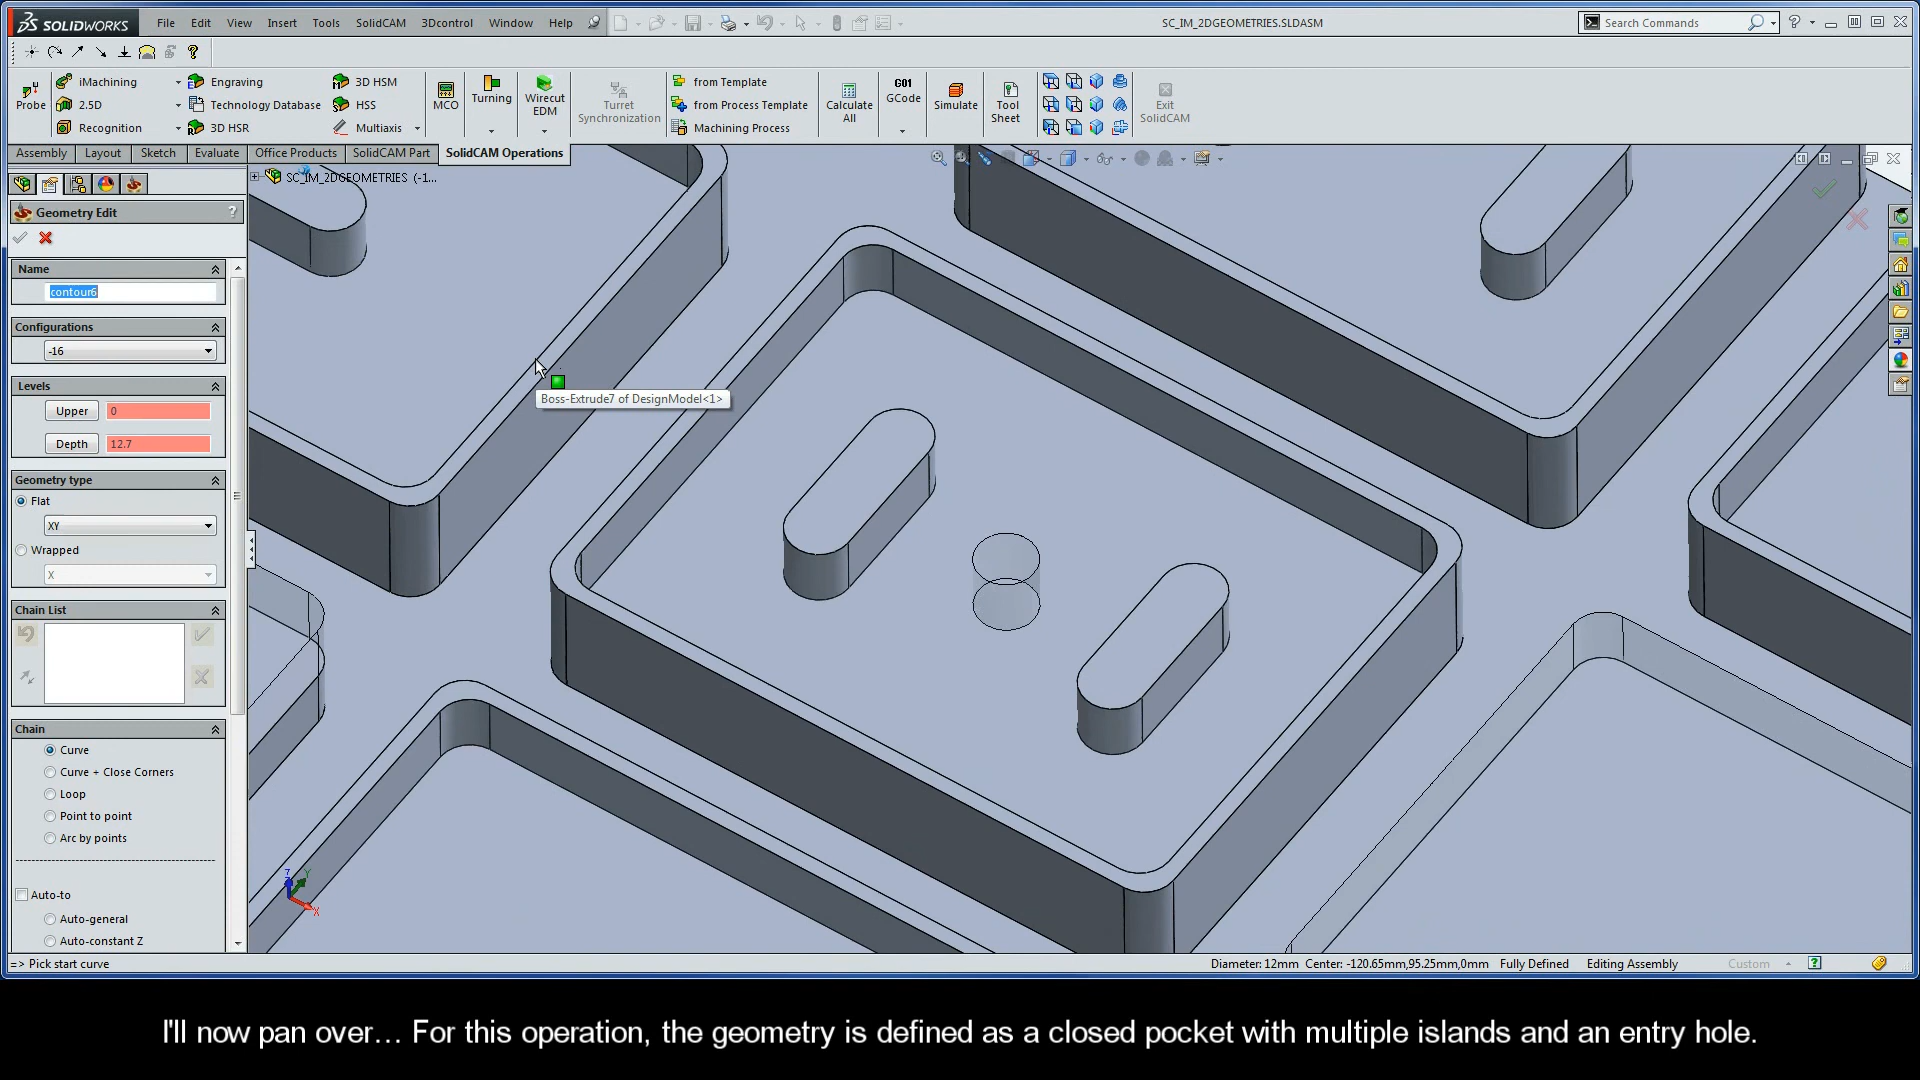 SOLIDWORKS
File Edit View Insert Tools SolidCAM 3Dcontrol Window Help
SC_IM_2DGEOMETRIES.SLDASM
Search Commands
Probe
iMachining
2.5D
Recognition
Engraving
Technology Database
3D HSR
3D HSM
HSS
Multiaxis
MCO
Turning
Wirecut
EDM
Turret
Synchronization
from Template
from Process Template
Machining Process
Calculate
All
G01
GCode
Simulate
Tool
Sheet
Exit
SolidCAM
Assembly Layout Sketch Evaluate Office Products SolidCAM Part SolidCAM Operations
SC_IM_2DGEOMETRIES (-1...
Geometry Edit ?
Name
contour6
Configurations
-16
Levels
Upper 0
Depth 12.7
Geometry type
Flat
XY
Wrapped
X
Chain List
Chain
Curve
Curve + Close Corners
Loop
Point to point
Arc by points
Auto-to
Auto-general
Auto-constant Z
Boss-Extrude7 of DesignModel<1>
Z
Y
X
=> Pick start curve
Diameter: 12mm Center: -120.65mm,95.25mm,0mm Fully Defined Editing Assembly Custom
I'll now pan over... For this operation, the geometry is defined as a closed pocket with multiple islands and an entry hole.